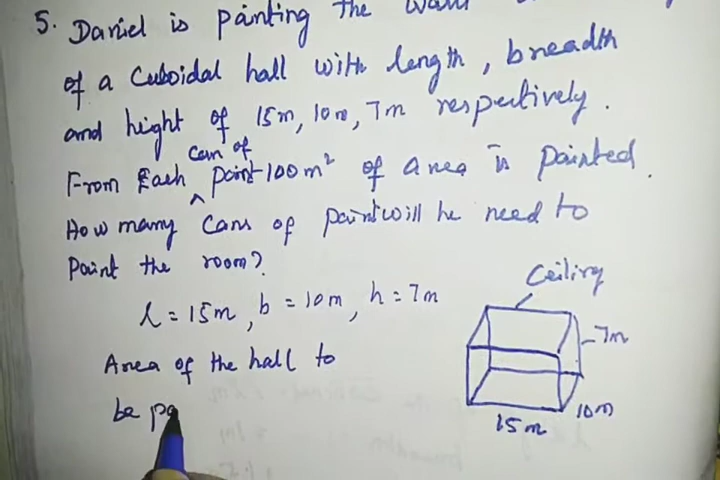 5. Daniel is painting the
of a Cuboidal hall with length, breadth
and height of 15m, 10m, 7m respectively.
can of
From Each paint 100m² of area is painted.
How many cans of paint will he need to
paint the room?
l = 15m, b = 10m, h = 7m
Ceiling
7m
10m
15m
Area of the hall to
be pa